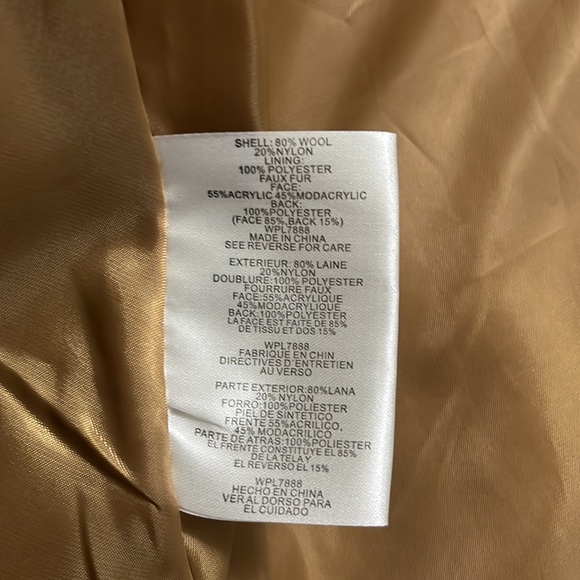 SHELL: 80% WOOL
20%NYLON
LINING:
100% POLYESTER
FAUX FUR
FACE:
55%ACRYLIC 45%MODACRYLIC
BACK:
100%POLYESTER
(FACE 85%,BACK 15%)
WPL7888
MADE IN CHINA
SEE REVERSE FOR CARE
EXTERIEUR: 80% LAINE
20%NYLON
DOUBLURE:100% POLYESTER
FOURRURE FAUX
FACE:55%ACRYLIQUE
45%MODACRYLIQUE
BACK:100%POLYESTER
LA FACE EST FAITE DE 85%
DE TISSU ET DOS 15%
WPL7888
FABRIQUE EN CHIN
DIRECTIVES D'ENTRETIEN
AU VERSO
PARTE EXTERIOR:80%LANA
20% NYLON
FORRO:100%POLIESTER
PIEL DE SINTETICO
FRENTE 55%ACRILICO,
45% MODACRILICO
PARTE DE ATRAS:100%POLIESTER
EL FRENTE CONSTITUYE EL 85%
DE LA TELA Y
EL REVERSO EL 15%
WPL7888
HECHO EN CHINA
VER AL DORSO PARA
EL CUIDADO